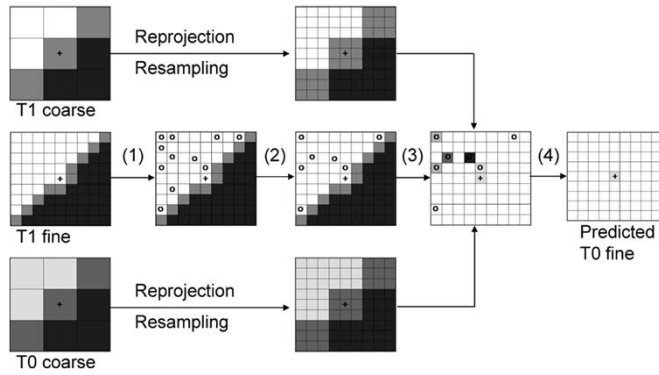 Reprojection
Resampling
T1 coarse
(1)
(2)
(3)
(4)
T1 fine
Predicted
T0 fine
Reprojection
Resampling
T0 coarse